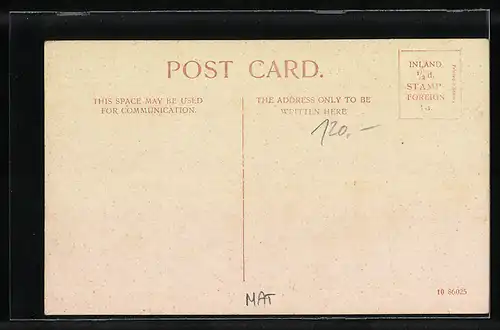 POST CARD.
THIS SPACE MAY BE USED
FOR COMMUNICATION.
THE ADDRESS ONLY TO BE
WRITTEN HERE
INLAND
½d.
STAMP
FOREIGN
1d.
120.-
MAT
10 86025